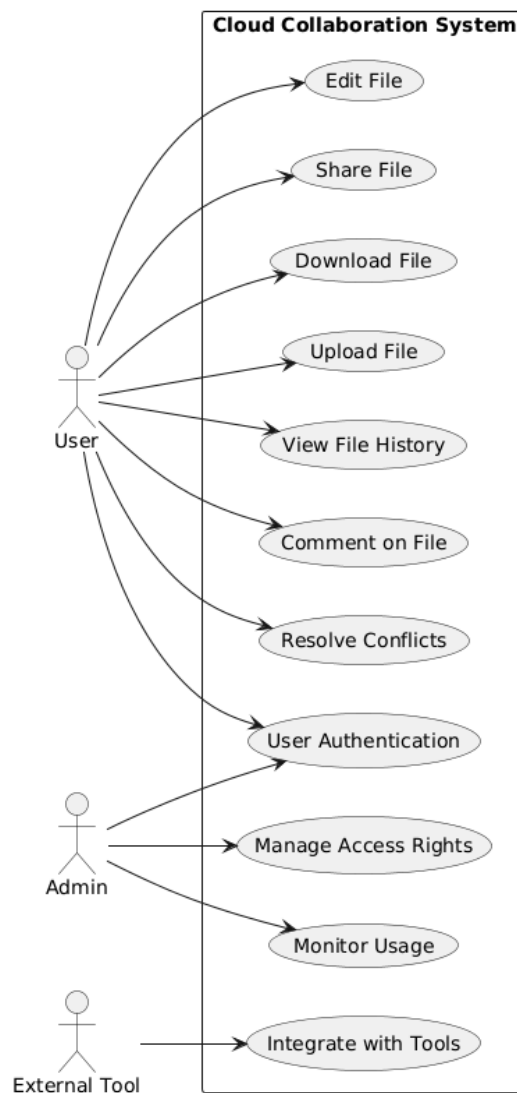 Cloud Collaboration System
Edit File
Share File
Download File
Upload File
User
View File History
Comment on File
Resolve Conflicts
User Authentication
Manage Access Rights
Admin
Monitor Usage
Integrate with Tools
External Tool